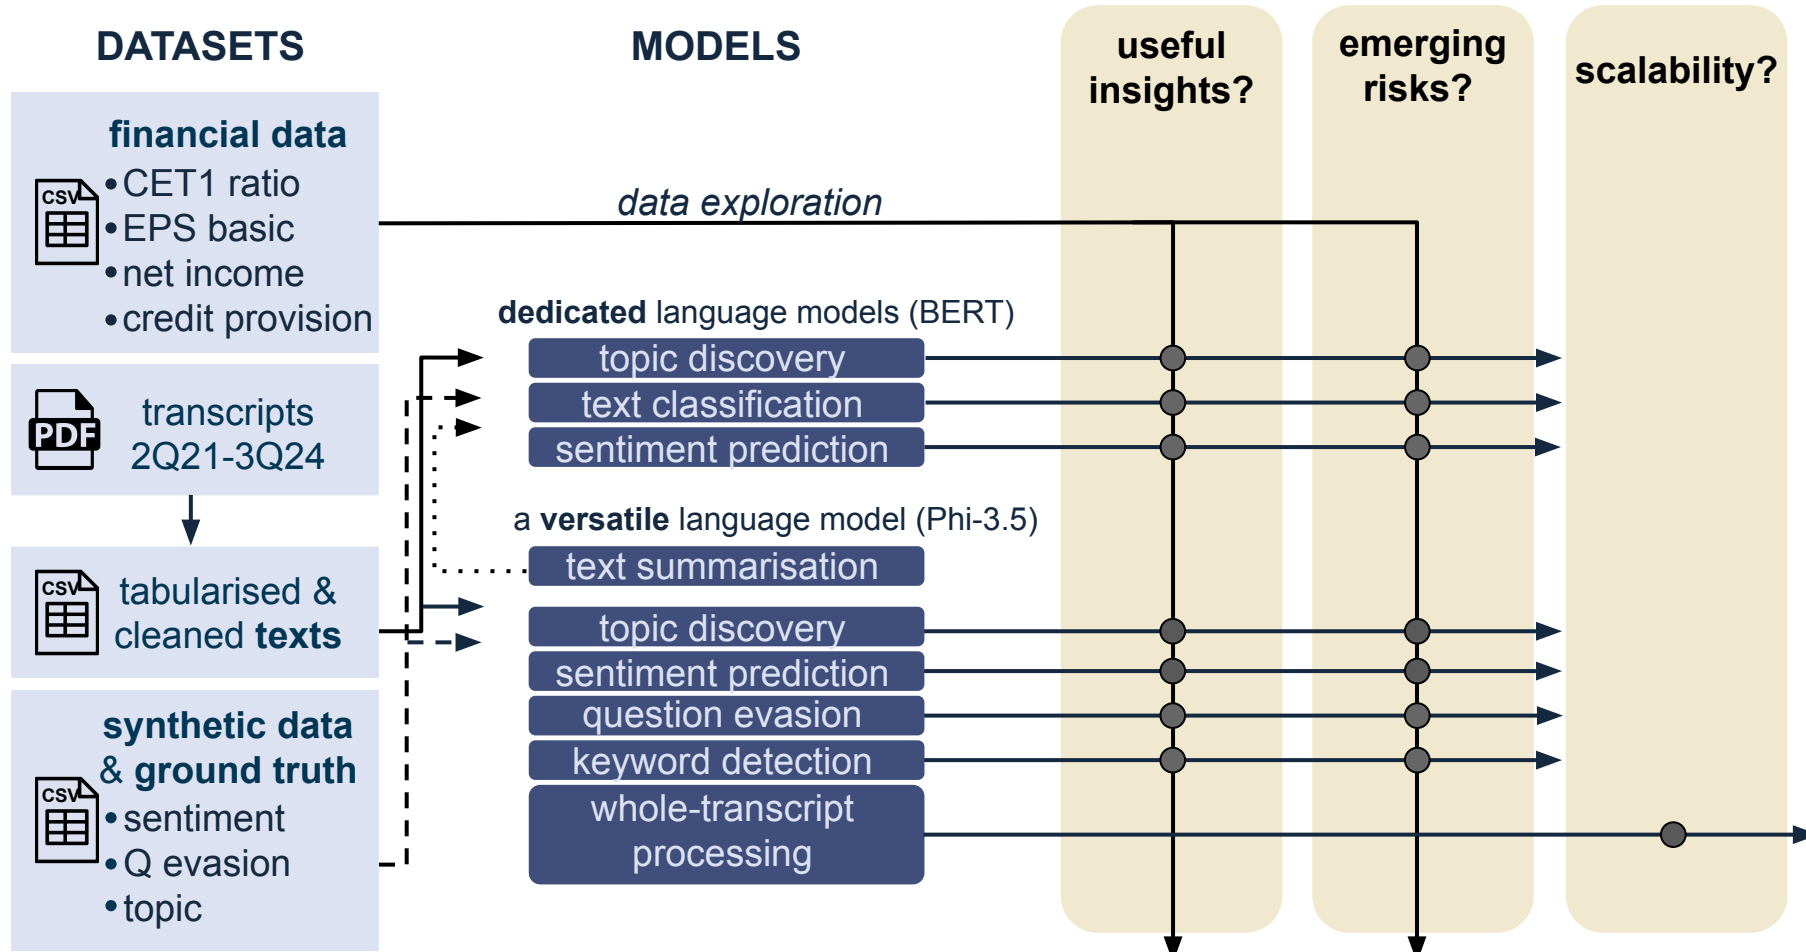 DATASETS
MODELS
useful
insights?
emerging
risks?
scalability?
financial data
CSV
•CET1 ratio
•EPS basic
•net income
•credit provision
data exploration
PDF
transcripts
2Q21-3Q24
CSV
tabularised &
cleaned texts
synthetic data
& ground truth
CSV
•sentiment
•Q evasion
•topic
dedicated language models (BERT)
topic discovery
text classification
sentiment prediction
a versatile language model (Phi-3.5)
text summarisation
topic discovery
sentiment prediction
question evasion
keyword detection
whole-transcript
processing